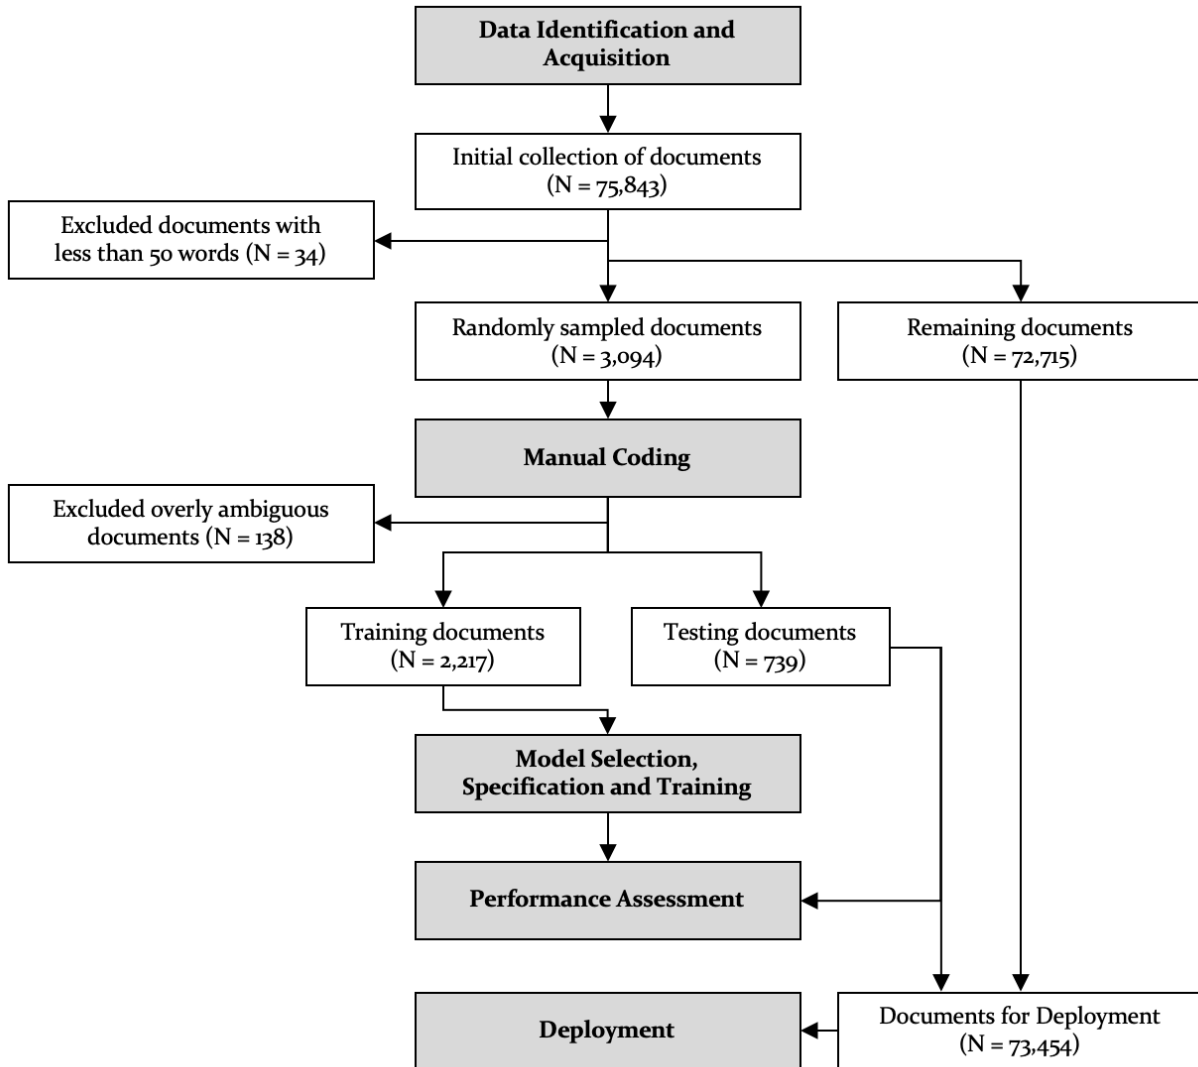 Data Identification and
Acquisition
Initial collection of documents
(N = 75,843)
Excluded documents with
less than 50 words (N = 34)
Randomly sampled documents
(N = 3,094)
Remaining documents
(N = 72,715)
Manual Coding
Excluded overly ambiguous
documents (N = 138)
Training documents
(N = 2,217)
Testing documents
(N = 739)
Model Selection,
Specification and Training
Performance Assessment
Deployment
Documents for Deployment
(N = 73,454)